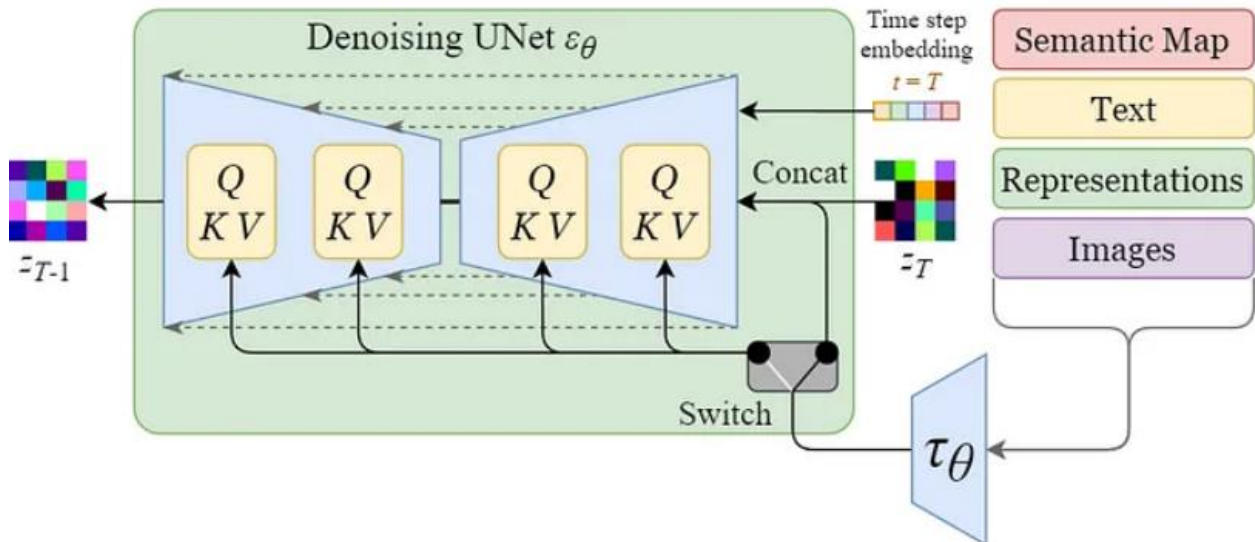 Denoising UNet εθ
Time step
embedding
t = T
Semantic Map
Text
Representations
Images
Concat
Q
K V
Q
K V
Q
K V
Q
K V
zT-1
zT
Switch
τθ